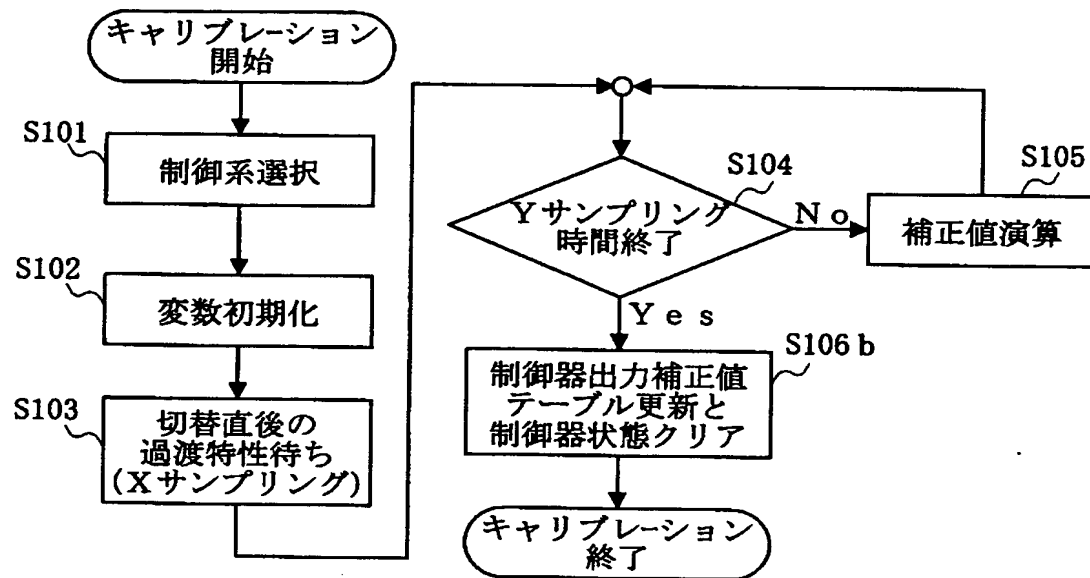 キャリブレーション
開始
S101
制御系選択
S102
変数初期化
S103
切替直後の
過渡特性待ち
(Xサンプリング)
S104
Yサンプリング
時間終了
No
S105
補正値演算
Yes
S106b
制御器出力補正値
テーブル更新と
制御器状態クリア
キャリブレーション
終了